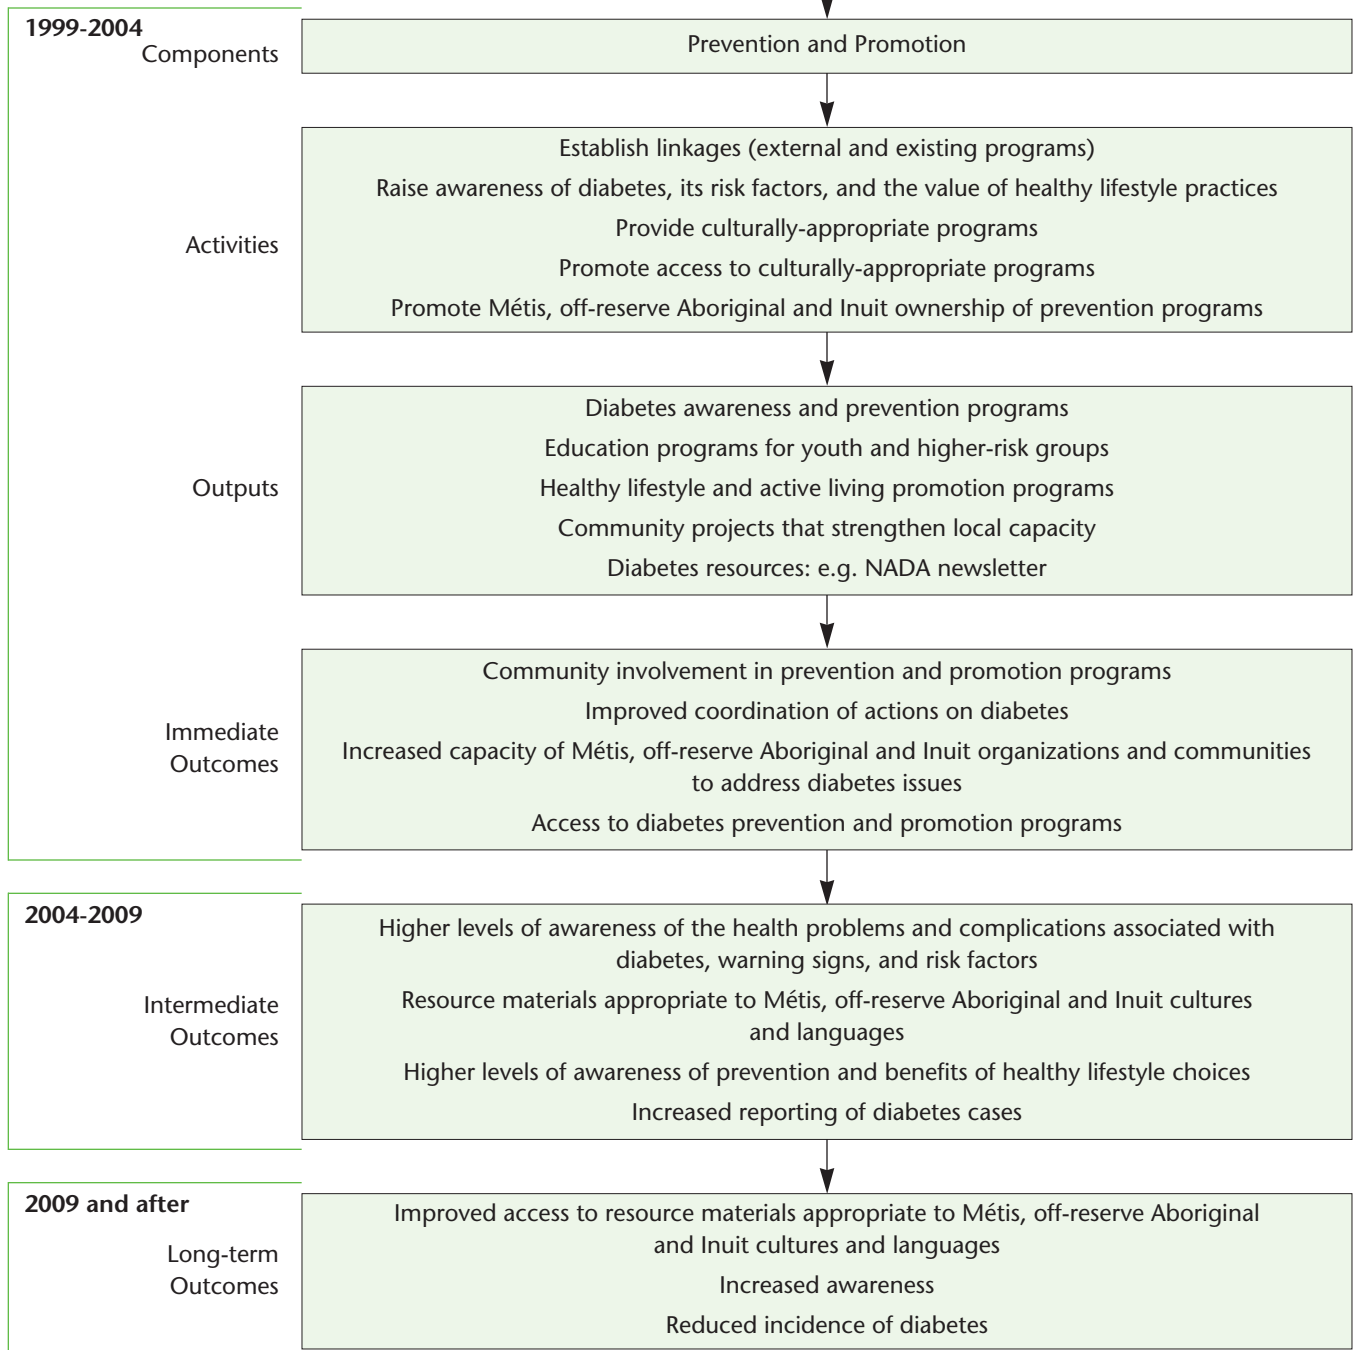 1999-2004
Components
Prevention and Promotion
Activities
Establish linkages (external and existing programs)
Raise awareness of diabetes, its risk factors, and the value of healthy lifestyle practices
Provide culturally-appropriate programs
Promote access to culturally-appropriate programs
Promote Métis, off-reserve Aboriginal and Inuit ownership of prevention programs
Outputs
Diabetes awareness and prevention programs
Education programs for youth and higher-risk groups
Healthy lifestyle and active living promotion programs
Community projects that strengthen local capacity
Diabetes resources: e.g. NADA newsletter
Immediate
Outcomes
Community involvement in prevention and promotion programs
Improved coordination of actions on diabetes
Increased capacity of Métis, off-reserve Aboriginal and Inuit organizations and communities
to address diabetes issues
Access to diabetes prevention and promotion programs
2004-2009
Intermediate
Outcomes
Higher levels of awareness of the health problems and complications associated with
diabetes, warning signs, and risk factors
Resource materials appropriate to Métis, off-reserve Aboriginal and Inuit cultures
and languages
Higher levels of awareness of prevention and benefits of healthy lifestyle choices
Increased reporting of diabetes cases
2009 and after
Long-term
Outcomes
Improved access to resource materials appropriate to Métis, off-reserve Aboriginal
and Inuit cultures and languages
Increased awareness
Reduced incidence of diabetes